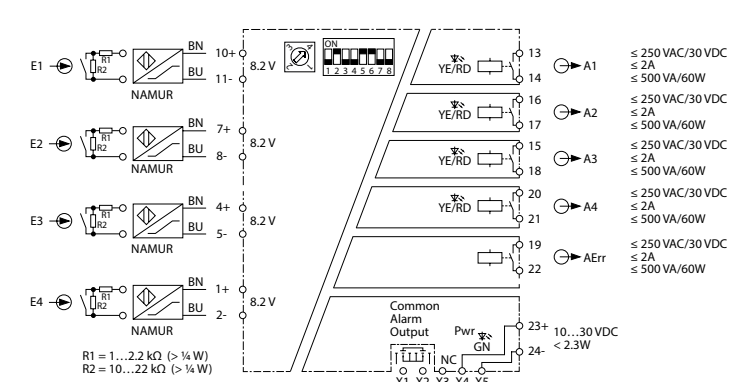 E1
R1
R2
NAMUR
BN
BU
10+
11-
8.2 V
E2
R1
R2
NAMUR
BN
BU
7+
8-
8.2 V
E3
R1
R2
NAMUR
BN
BU
4+
5-
8.2 V
E4
R1
R2
NAMUR
BN
BU
1+
2-
8.2 V
R1 = 1…2.2 kΩ (> ¼ W)
R2 = 10…22 kΩ (> ¼ W)
1 2 3 4
ON
1 2 3 4 5 6 7 8
YE/RD
13
14
A1
≤ 250 VAC/30 VDC
≤ 2A
≤ 500 VA/60W
YE/RD
16
17
A2
≤ 250 VAC/30 VDC
≤ 2A
≤ 500 VA/60W
YE/RD
15
18
A3
≤ 250 VAC/30 VDC
≤ 2A
≤ 500 VA/60W
YE/RD
20
21
A4
≤ 250 VAC/30 VDC
≤ 2A
≤ 500 VA/60W
19
22
AErr
≤ 250 VAC/30 VDC
≤ 2A
≤ 500 VA/60W
Common
Alarm
Output
Pwr
GN
NC
23+
24-
10…30 VDC
< 2.3W
X1 X2 X3 X4 X5